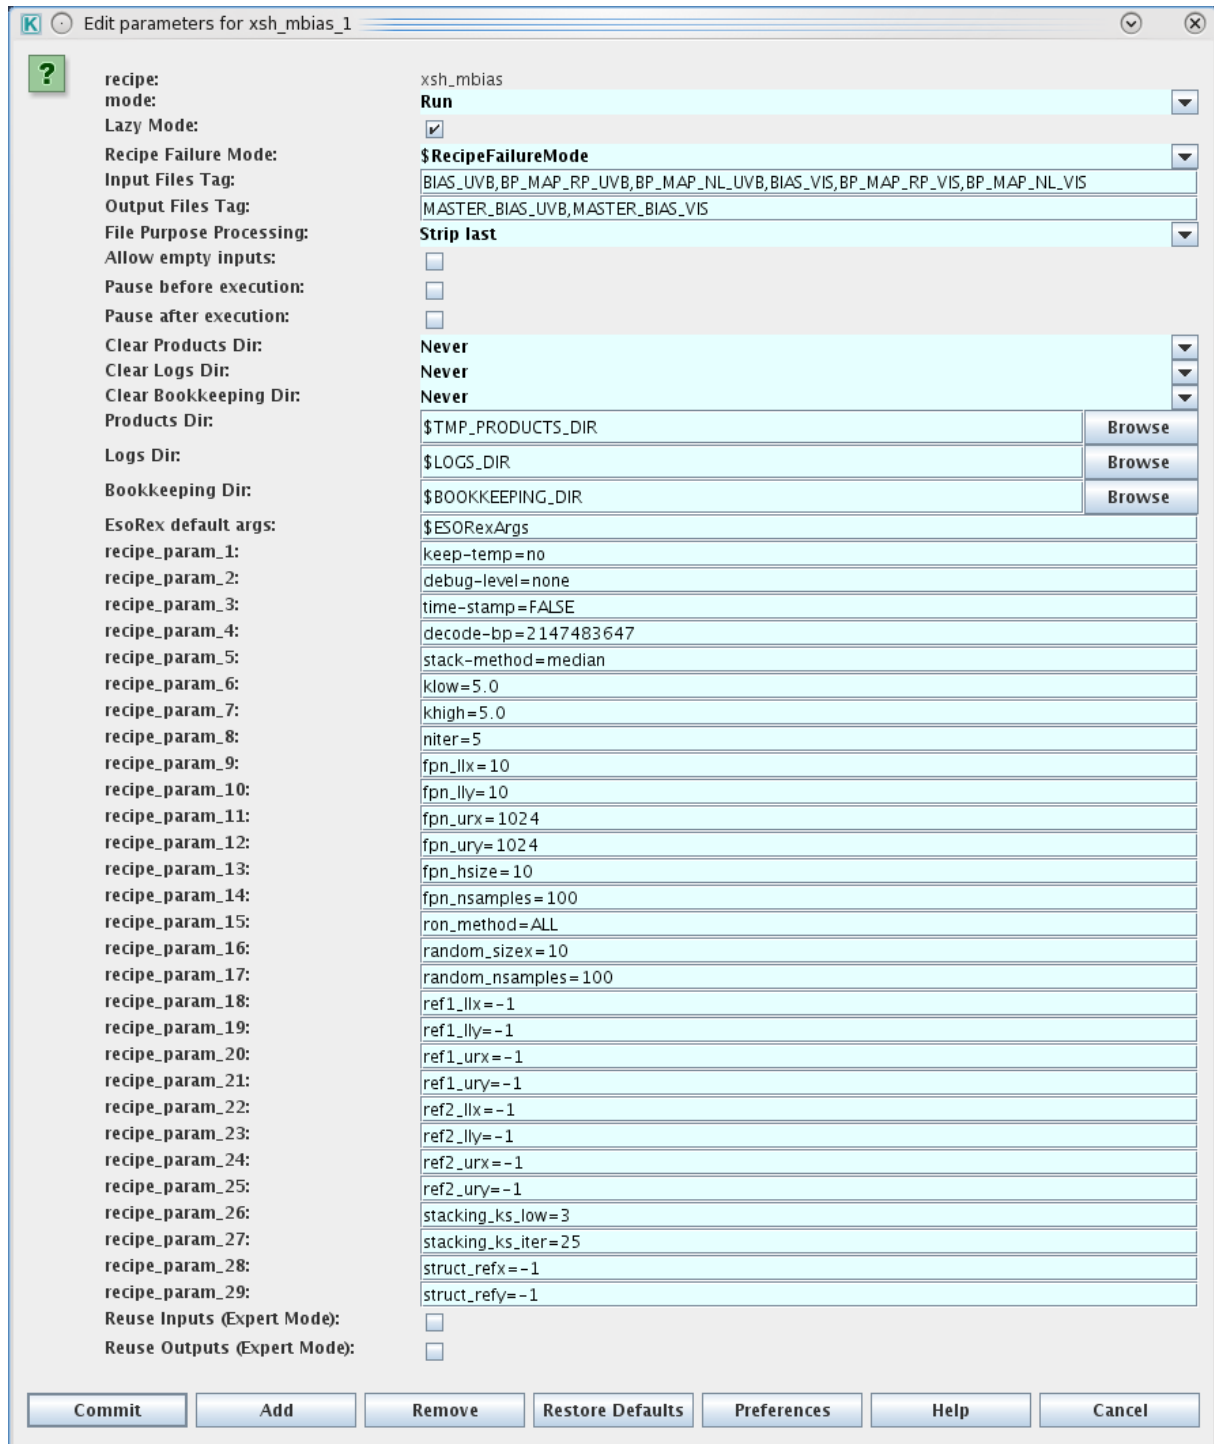 K Edit parameters for xsh_mbias_1
?
recipe: xsh_mbias
mode: Run
Lazy Mode:
Recipe Failure Mode: $RecipeFailureMode
Input Files Tag: BIAS_UVB,BP_MAP_RP_UVB,BP_MAP_NL_UVB,BIAS_VIS,BP_MAP_RP_VIS,BP_MAP_NL_VIS
Output Files Tag: MASTER_BIAS_UVB,MASTER_BIAS_VIS
File Purpose Processing: Strip last
Allow empty inputs:
Pause before execution:
Pause after execution:
Clear Products Dir: Never
Clear Logs Dir: Never
Clear Bookkeeping Dir: Never
Products Dir: $TMP_PRODUCTS_DIR Browse
Logs Dir: $LOGS_DIR Browse
Bookkeeping Dir: $BOOKKEEPING_DIR Browse
EsoRex default args: $ESORexArgs
recipe_param_1: keep-temp=no
recipe_param_2: debug-level=none
recipe_param_3: time-stamp=FALSE
recipe_param_4: decode-bp=2147483647
recipe_param_5: stack-method=median
recipe_param_6: klow=5.0
recipe_param_7: khigh=5.0
recipe_param_8: niter=5
recipe_param_9: fpn_llx=10
recipe_param_10: fpn_lly=10
recipe_param_11: fpn_urx=1024
recipe_param_12: fpn_ury=1024
recipe_param_13: fpn_hsize=10
recipe_param_14: fpn_nsamples=100
recipe_param_15: ron_method=ALL
recipe_param_16: random_sizex=10
recipe_param_17: random_nsamples=100
recipe_param_18: ref1_llx=-1
recipe_param_19: ref1_lly=-1
recipe_param_20: ref1_urx=-1
recipe_param_21: ref1_ury=-1
recipe_param_22: ref2_llx=-1
recipe_param_23: ref2_lly=-1
recipe_param_24: ref2_urx=-1
recipe_param_25: ref2_ury=-1
recipe_param_26: stacking_ks_low=3
recipe_param_27: stacking_ks_iter=25
recipe_param_28: struct_refx=-1
recipe_param_29: struct_refy=-1
Reuse Inputs (Expert Mode):
Reuse Outputs (Expert Mode):
Commit Add Remove Restore Defaults Preferences Help Cancel